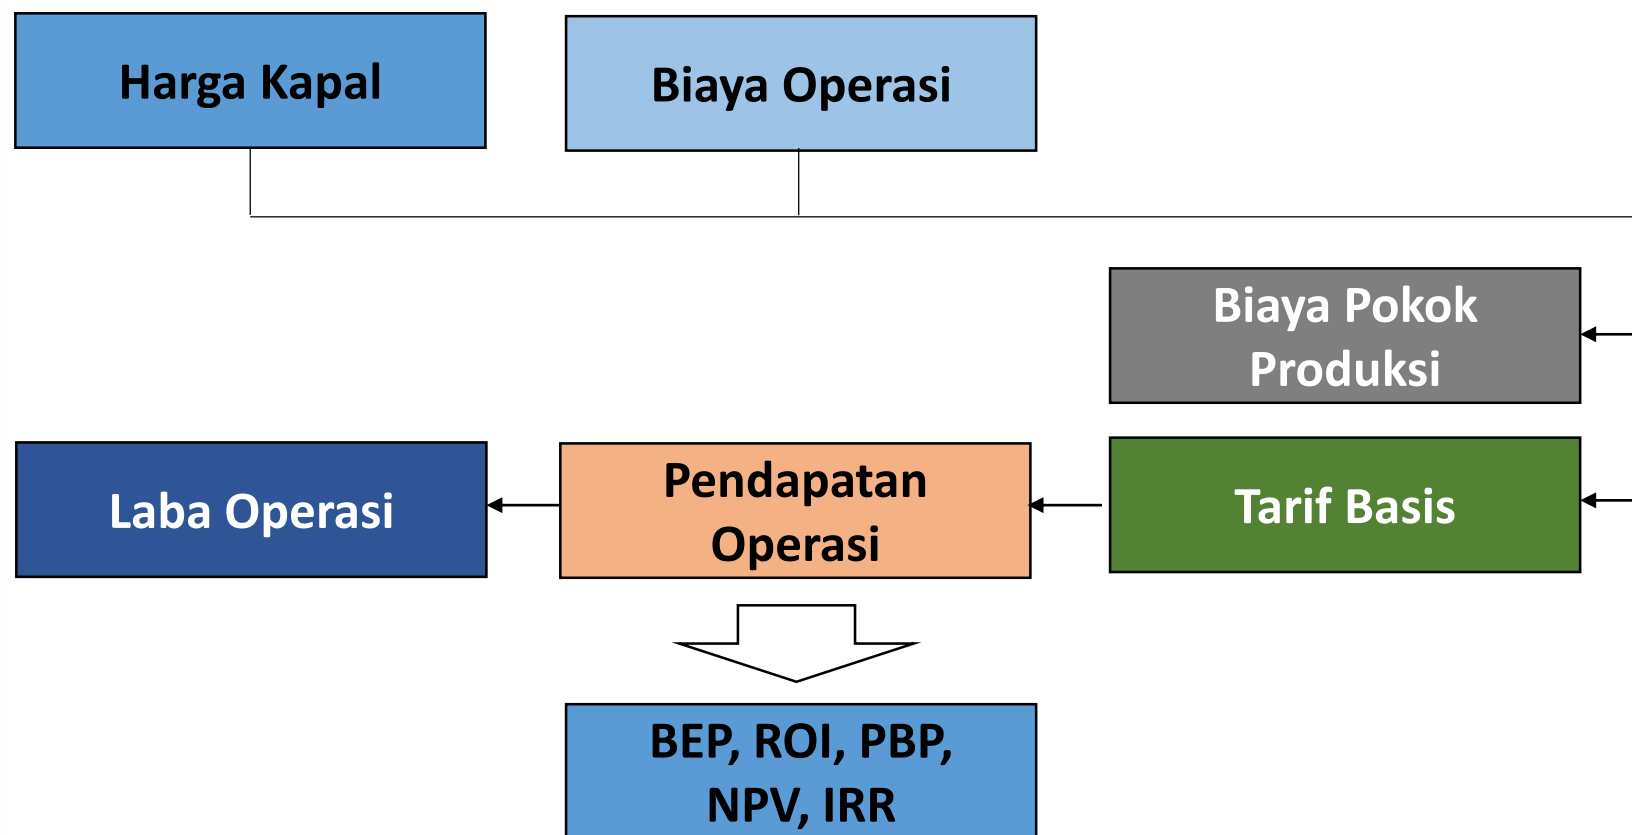 Harga Kapal
Biaya Operasi
Biaya Pokok
Produksi
Laba Operasi
Pendapatan
Operasi
Tarif Basis
BEP, ROI, PBP,
NPV, IRR